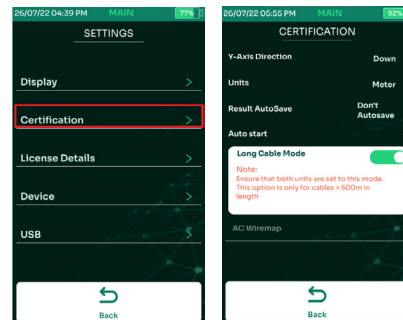 26/07/22 04:39 PM MAIN 77%
SETTINGS
Display >
Certification >
License Details >
Device >
USB >
Back
26/07/22 05:55 PM MAIN 92%
CERTIFICATION
Y-Axis Direction Down
Units Meter
Result AutoSave Don't
Autosave
Auto start
Long Cable Mode
Note:
Ensure that both units are set to this mode.
This option is only for cables > 500m in
length
AC Wiremap
Back